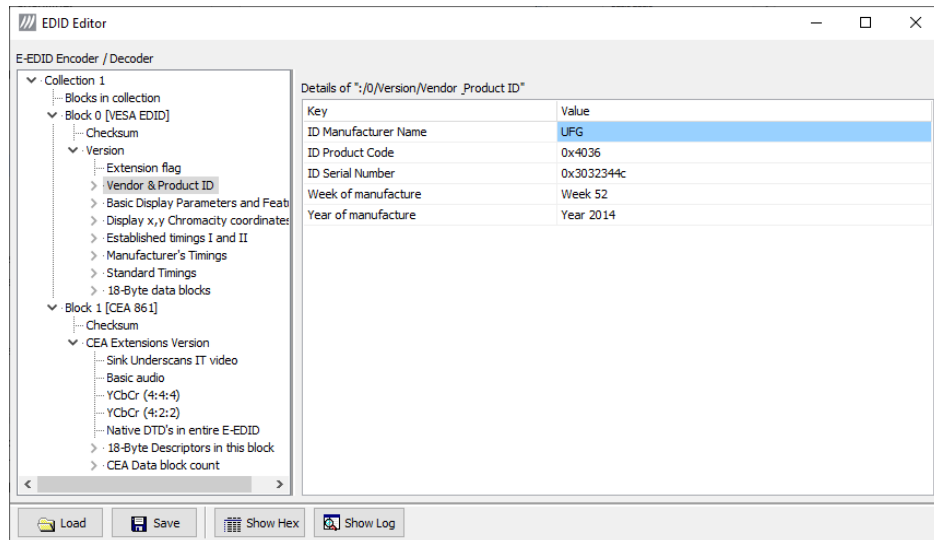 EDID Editor
E-EDID Encoder / Decoder
Collection 1
Blocks in collection
Block 0 [VESA EDID]
Checksum
Version
Extension flag
Vendor & Product ID
Basic Display Parameters and Featu
Display x,y Chromacity coordinates
Established timings I and II
Manufacturer's Timings
Standard Timings
18-Byte data blocks
Block 1 [CEA 861]
Checksum
CEA Extensions Version
Sink Underscans IT video
Basic audio
YCbCr (4:4:4)
YCbCr (4:2:2)
Native DTD's in entire E-EDID
18-Byte Descriptors in this block
CEA Data block count
Details of ":/0/Version/Vendor _Product ID"
Key Value
ID Manufacturer Name UFG
ID Product Code 0x4036
ID Serial Number 0x3032344c
Week of manufacture Week 52
Year of manufacture Year 2014
Load Save Show Hex Show Log